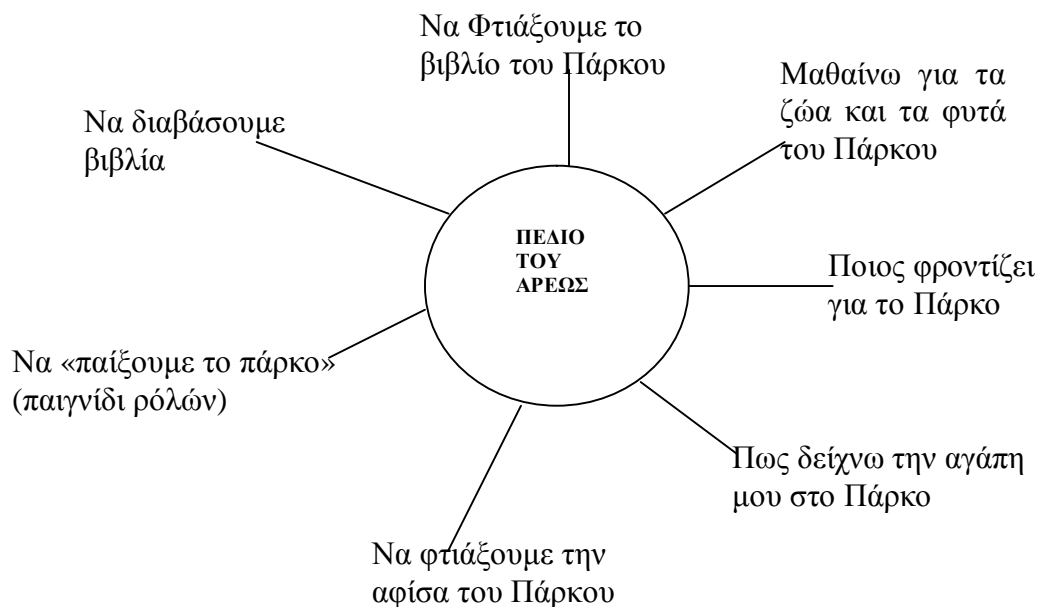 Να Φτιάξουμε το
βιβλίο του Πάρκου
Μαθαίνω για τα
ζώα και τα φυτά
του Πάρκου
Να διαβάσουμε
βιβλία
ΠΕΔΙΟ
ΤΟΥ
ΑΡΕΩΣ
Ποιος φροντίζει
για το Πάρκο
Να «παίξουμε το πάρκο»
(παιγνίδι ρόλών)
Πως δείχνω την αγάπη
μου στο Πάρκο
Να φτιάξουμε την
αφίσα του Πάρκου